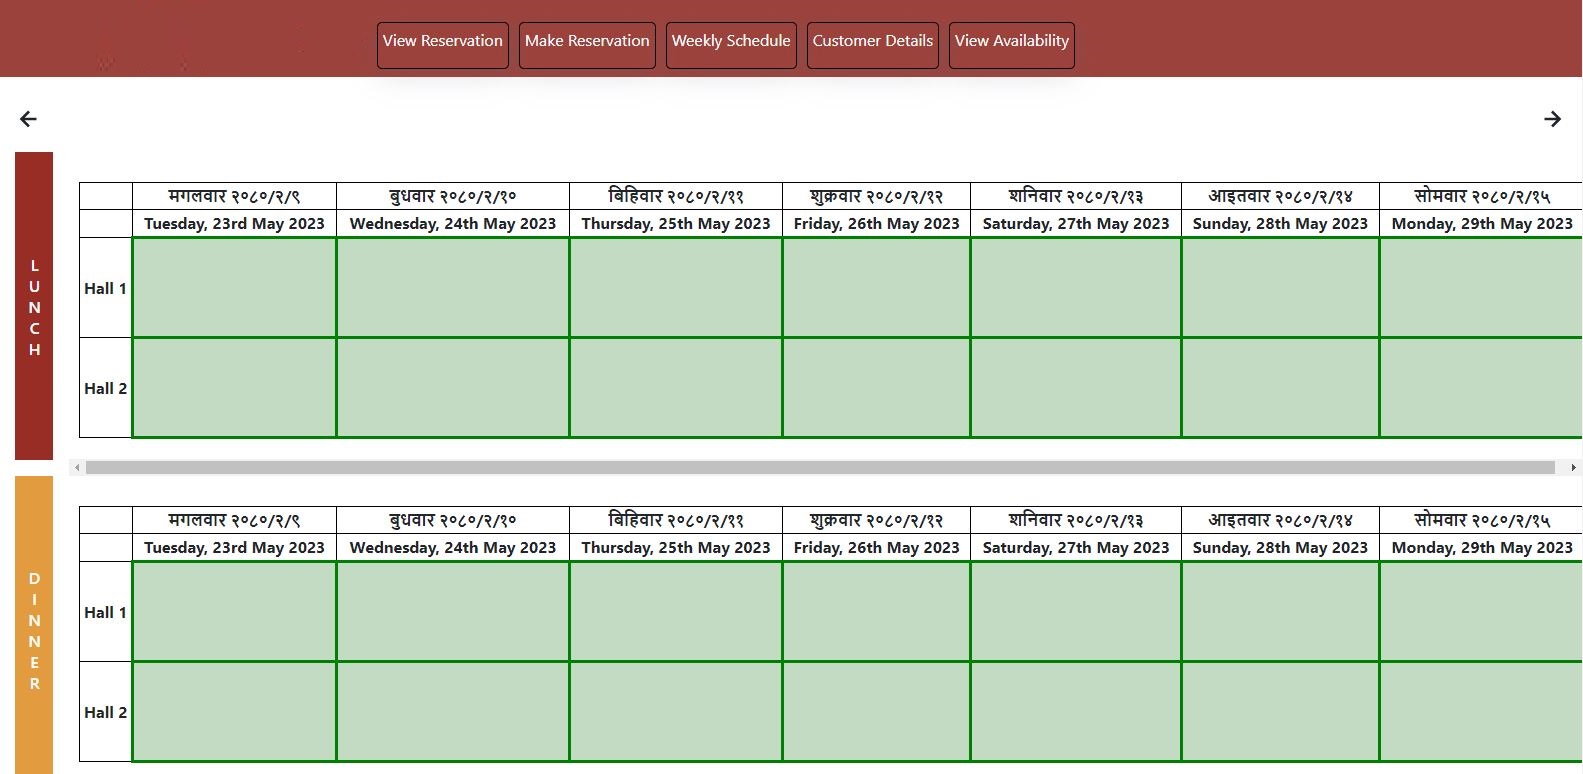 View Reservation Make Reservation Weekly Schedule Customer Details View Availability
LUNCH
मगलवार २०८०/२/९ बुधवार २०८०/२/१० बिहिवार २०८०/२/११ शुक्रवार २०८०/२/१२ शनिवार २०८०/२/१३ आइतवार २०८०/२/१४ सोमवार २०८०/२/१५
Tuesday, 23rd May 2023 Wednesday, 24th May 2023 Thursday, 25th May 2023 Friday, 26th May 2023 Saturday, 27th May 2023 Sunday, 28th May 2023 Monday, 29th May 2023
Hall 1
Hall 2
DINNER
मगलवार २०८०/२/९ बुधवार २०८०/२/१० बिहिवार २०८०/२/११ शुक्रवार २०८०/२/१२ शनिवार २०८०/२/१३ आइतवार २०८०/२/१४ सोमवार २०८०/२/१५
Tuesday, 23rd May 2023 Wednesday, 24th May 2023 Thursday, 25th May 2023 Friday, 26th May 2023 Saturday, 27th May 2023 Sunday, 28th May 2023 Monday, 29th May 2023
Hall 1
Hall 2